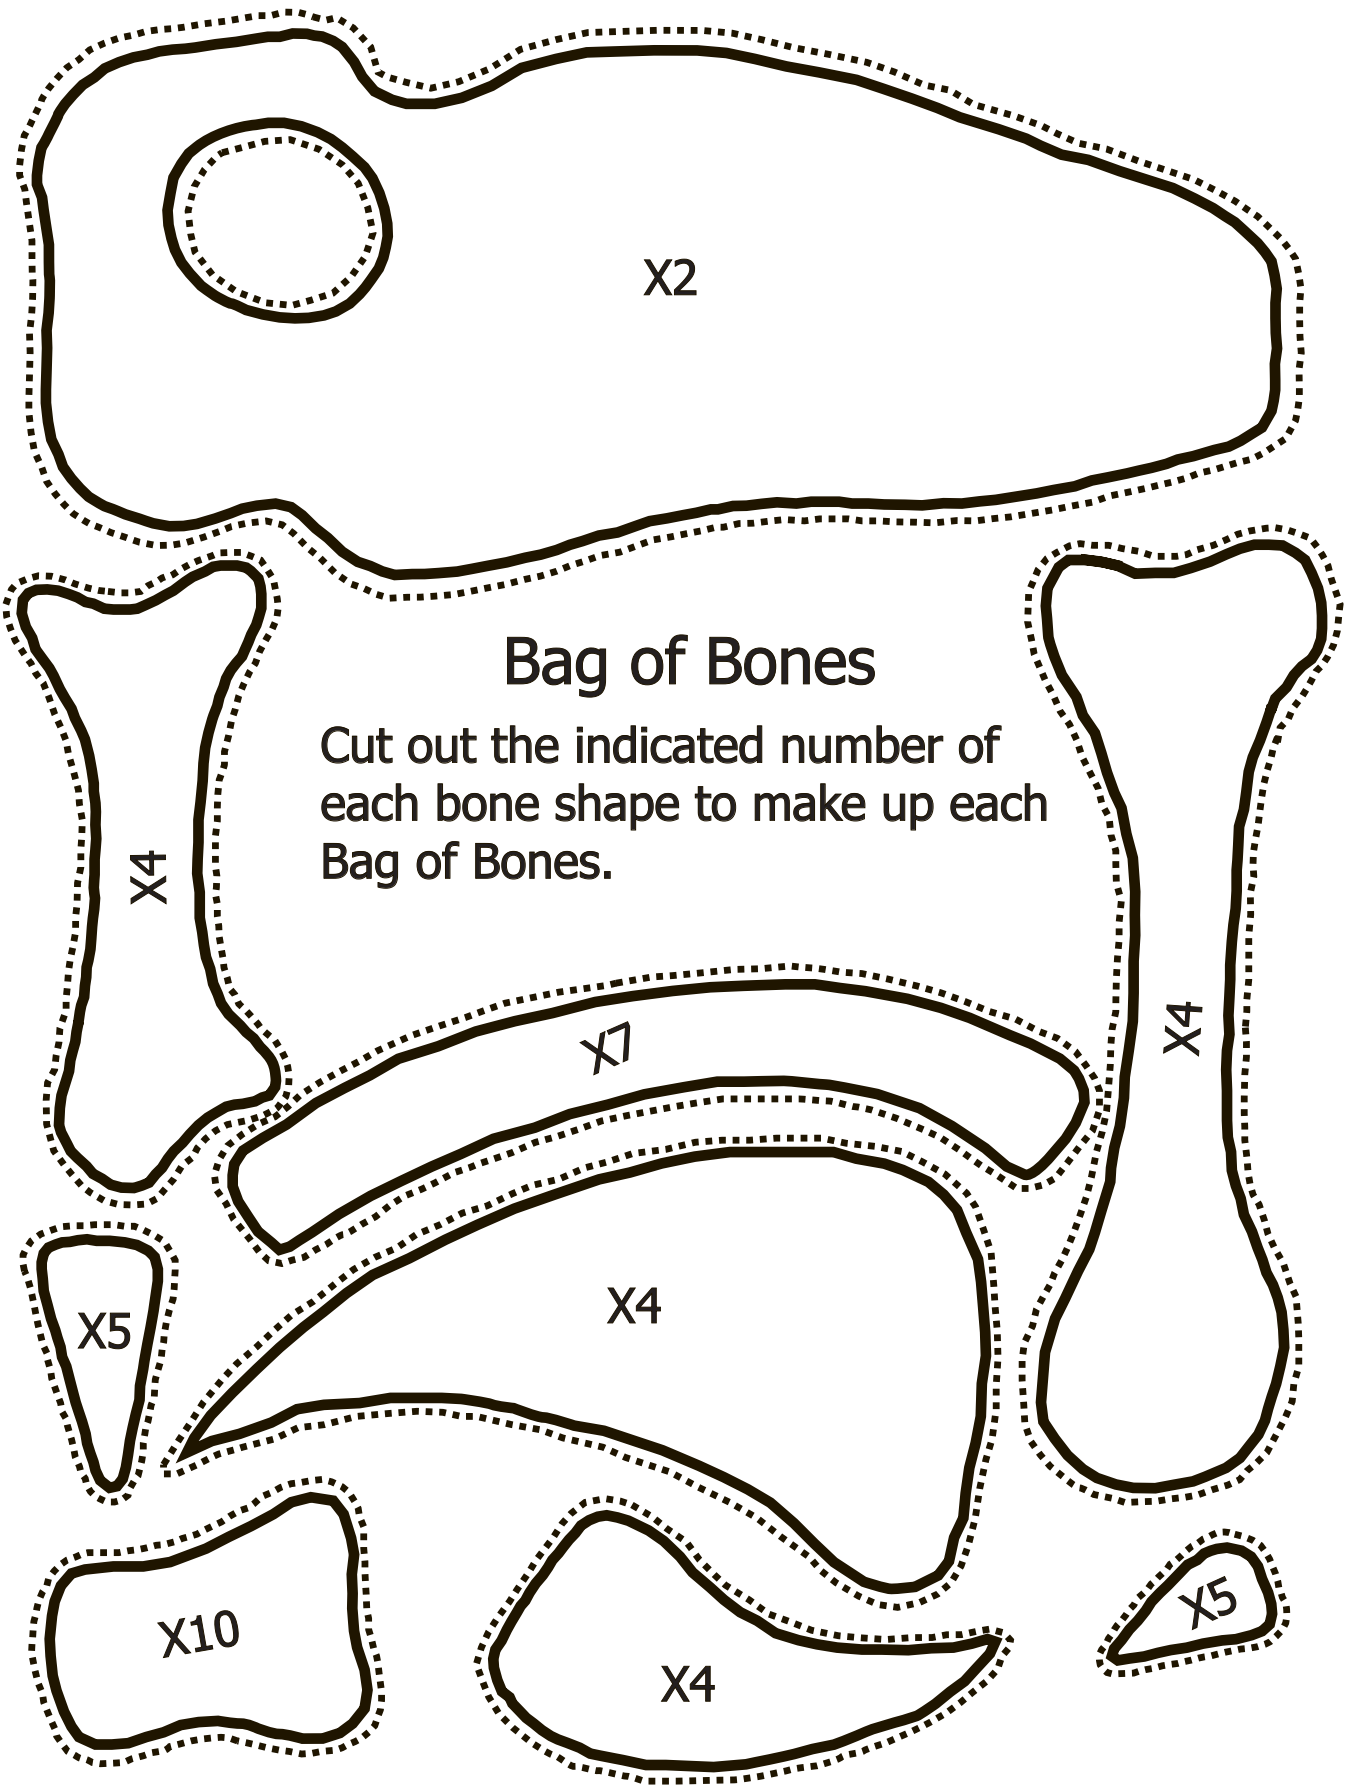 X2
Bag of Bones
Cut out the indicated number of
each bone shape to make up each
Bag of Bones.
X4
X4
X7
X4
X5
X10
X4
X5